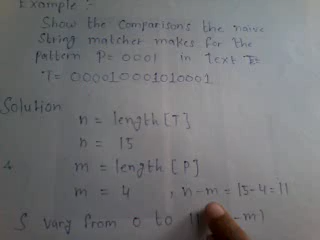 Example :-
Show the comparisons the naive
String matcher makes for the
pattern P= 0001 in text T=
T= 000010001010001
Solution
n = length [T]
n = 15
m = length [P]
m = 4 , n-m = 15-4 = 11
S vary from 0 to - m)